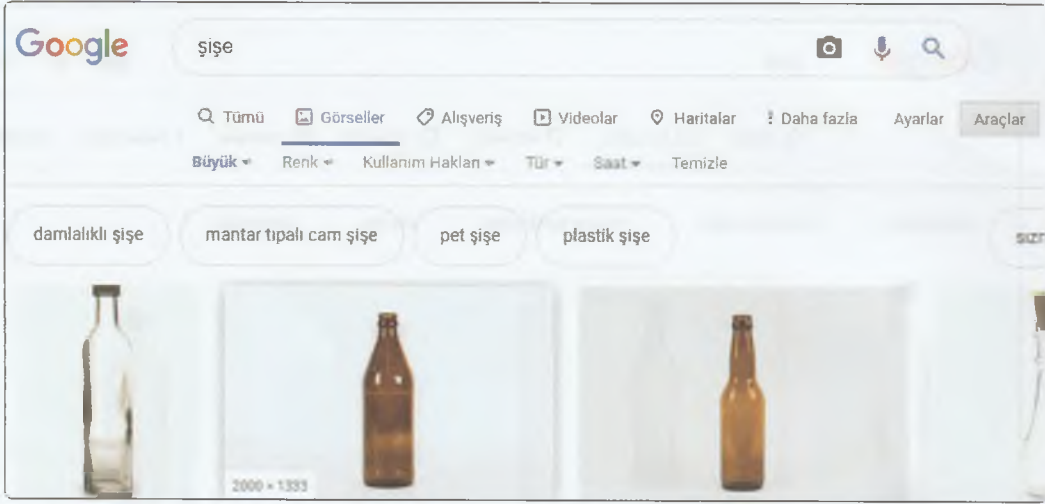 Google şişe
Tümü Görseller Alışveriş Videolar Haritalar Daha fazla Ayarlar Araçlar
Büyük Renk Kullanım Hakları Tür Saat Temizle
damlalıklı şişe mantar tıpalı cam şişe pet şişe plastik şişe
2000 × 1333